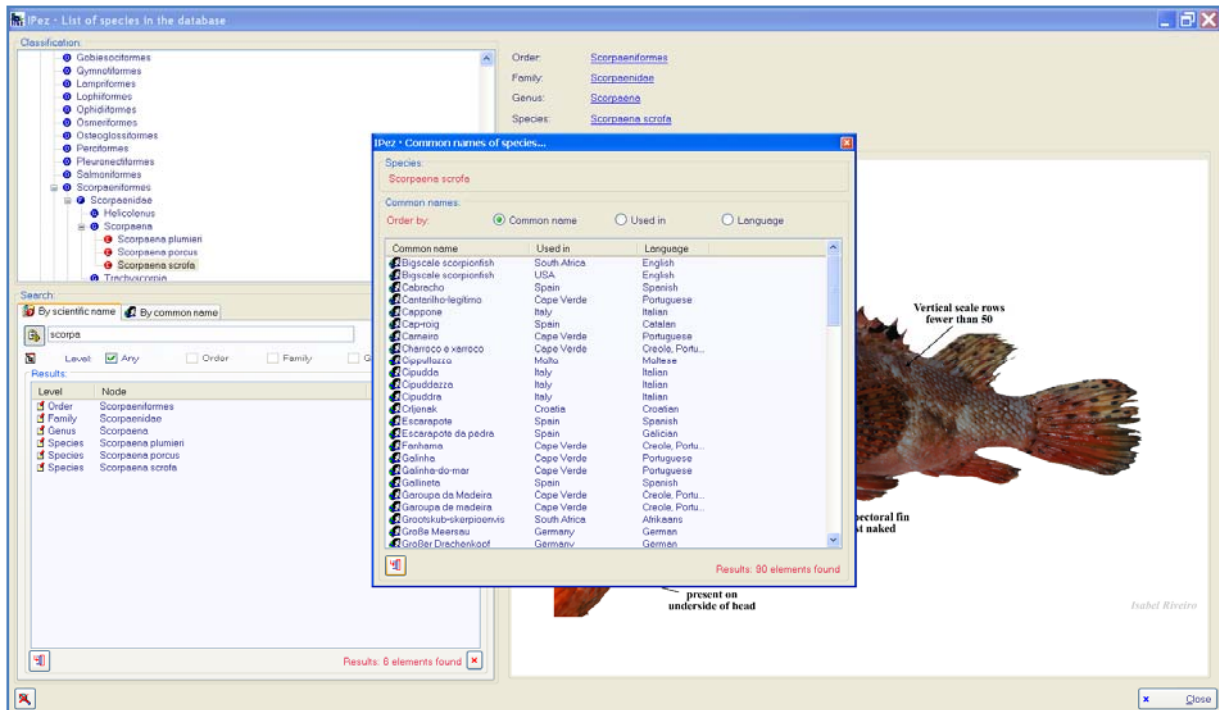 IPez - List of species in the database
Classification:
Gobiesociformes
Gymnotiformes
Lampriformes
Lophiiformes
Ophidiiformes
Osmeriformes
Osteoglossiformes
Perciformes
Pleuronectiformes
Salmoniformes
Scorpaeniformes
Scorpaenidae
Helicolenus
Scorpaena
Scorpaena plumieri
Scorpaena porcus
Scorpaena scrofa
Trachyscorpia
Search:
By scientific name By common name
scorpa
Level: Any Order Family G
Results:
Level Node
Order Scorpaeniformes
Family Scorpaenidae
Genus Scorpaena
Species Scorpaena plumieri
Species Scorpaena porcus
Species Scorpaena scrofa
Results: 6 elements found
Order: Scorpaeniformes
Family: Scorpaenidae
Genus: Scorpaena
Species: Scorpaena scrofa
IPez - Common names of species...
Species:
Scorpaena scrofa
Common names:
Order by: Common name Used in Language
Common name Used in Language
Bigscale scorpionfish South Africa English
Bigscale scorpionfish USA English
Cabracho Spain Spanish
Cantarilho-legítimo Cape Verde Portuguese
Cappone Italy Italian
Cap-roig Spain Catalan
Carneiro Cape Verde Portuguese
Charroco e xarroco Cape Verde Creole, Portu...
Cippullazza Malta Maltese
Cipudda Italy Italian
Cipuddazza Italy Italian
Cipuddra Italy Italian
Crljenak Croatia Croatian
Escarapote Spain Spanish
Escarapote da pedra Spain Galician
Fanhama Cape Verde Creole, Portu...
Galinha Cape Verde Portuguese
Galinha-do-mar Cape Verde Portuguese
Gallineta Spain Spanish
Garoupa da Madeira Cape Verde Creole, Portu...
Garoupa de madeira Cape Verde Creole, Portu...
Grootskub-skerpioenvis South Africa Afrikaans
Große Meersau Germany German
Großer Drachenkopf Germany German
Results: 90 elements found
Vertical scale rows
fewer than 50
pectoral fin
st naked
present on
underside of head
Isabel Riveiro
Close